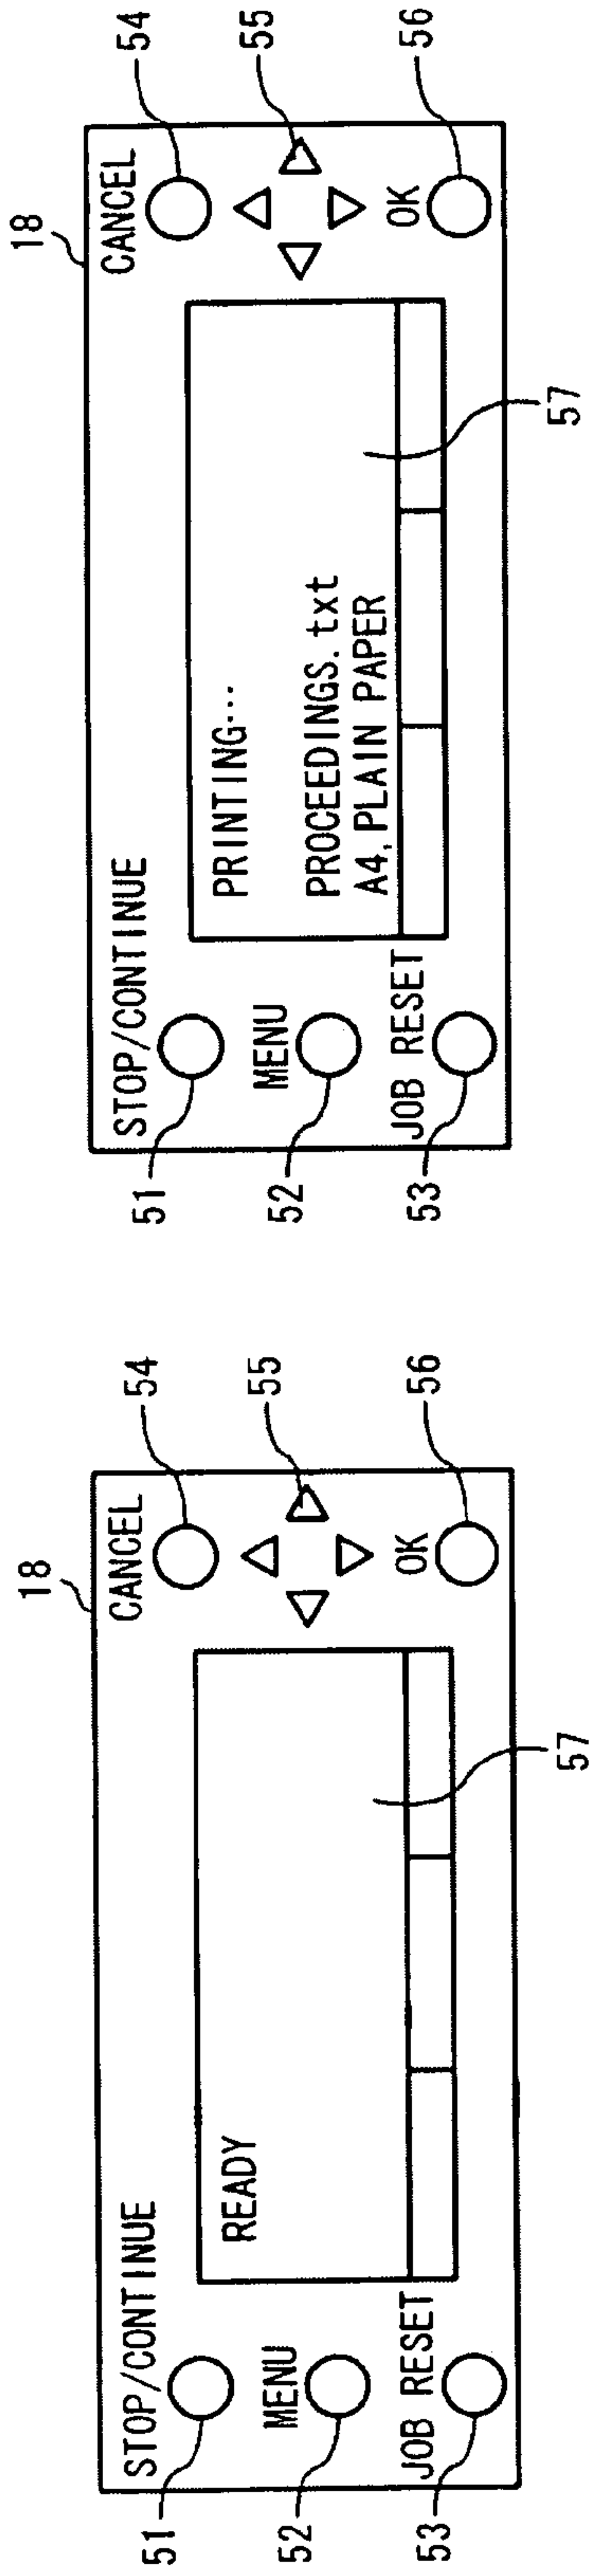 18
STOP/CONTINUE
CANCEL
51
54
READY
MENU
52
55
JOB RESET
OK
53
56
57
18
STOP/CONTINUE
CANCEL
51
54
PRINTING…
MENU
52
55
PROCEEDINGS.txt
A4, PLAIN PAPER
JOB RESET
OK
53
56
57